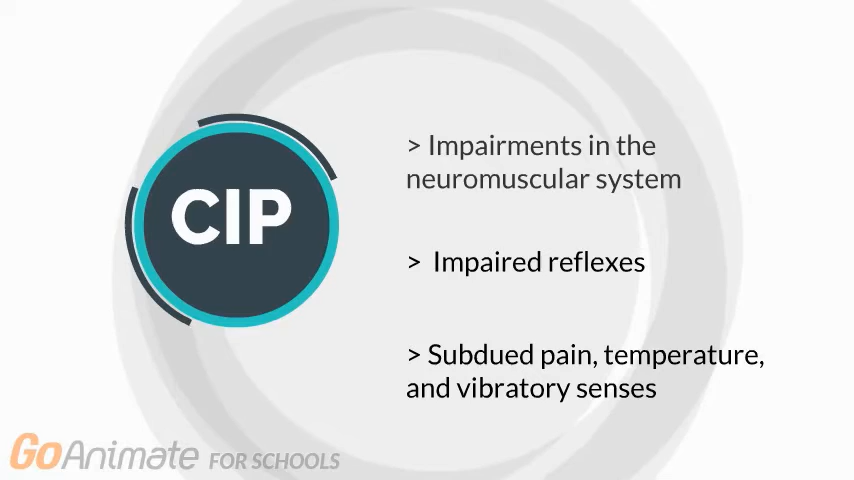 CIP
> Impairments in the
neuromuscular system
> Impaired reflexes
> Subdued pain, temperature,
and vibratory senses
GoAnimate FOR SCHOOLS